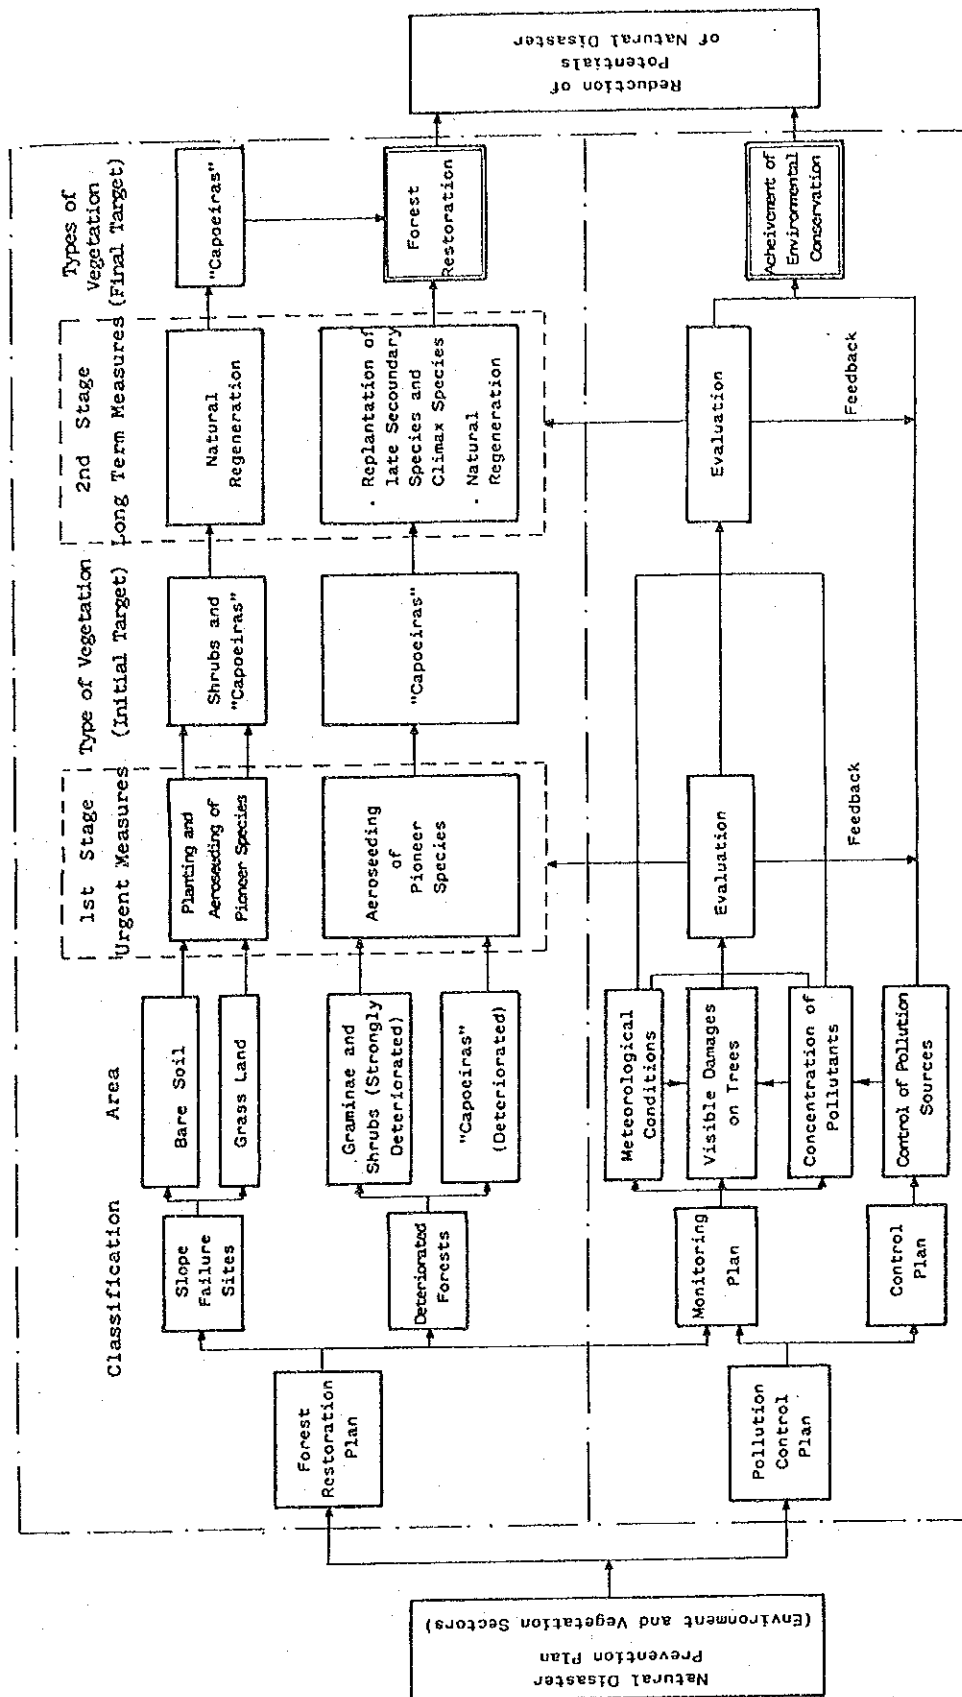 Natural Disaster
Prevention Plan
(Environment and Vegetation Sectors)
Classification
Area
1st Stage
Urgent Measures
Type of Vegetation
(Initial Target)
2nd Stage
Long Term Measures
Types of
Vegetation
(Final Target)
Forest
Restoration
Plan
Slope
Failure
Sites
Bare Soil
Grass Land
Planting and
Aeroseeding of
Pioneer Species
Shrubs and
"Capoeiras"
Natural
Regeneration
"Capoeiras"
Deteriorated
Forests
Graminae and
Shrubs (Strongly
Deteriorated)
"Capoeiras"
(Deteriorated)
Aeroseeding
of
Pioneer
Species
"Capoeiras"
. Replantation of
late Secoundary
Species and
Climax Species
. Natural
Regeneration
Forest
Restoration
Pollution
Control
Plan
Monitoring
Plan
Meteorological
Conditions
Visible Damages
on Trees
Concentration of
Pollutants
Evaluation
Evaluation
Control
Plan
Control of Pollution
Sources
Feedback
Feedback
Acheivement of
Environmental
Conservation
Reduction of
Potentials
of Natural Disaster